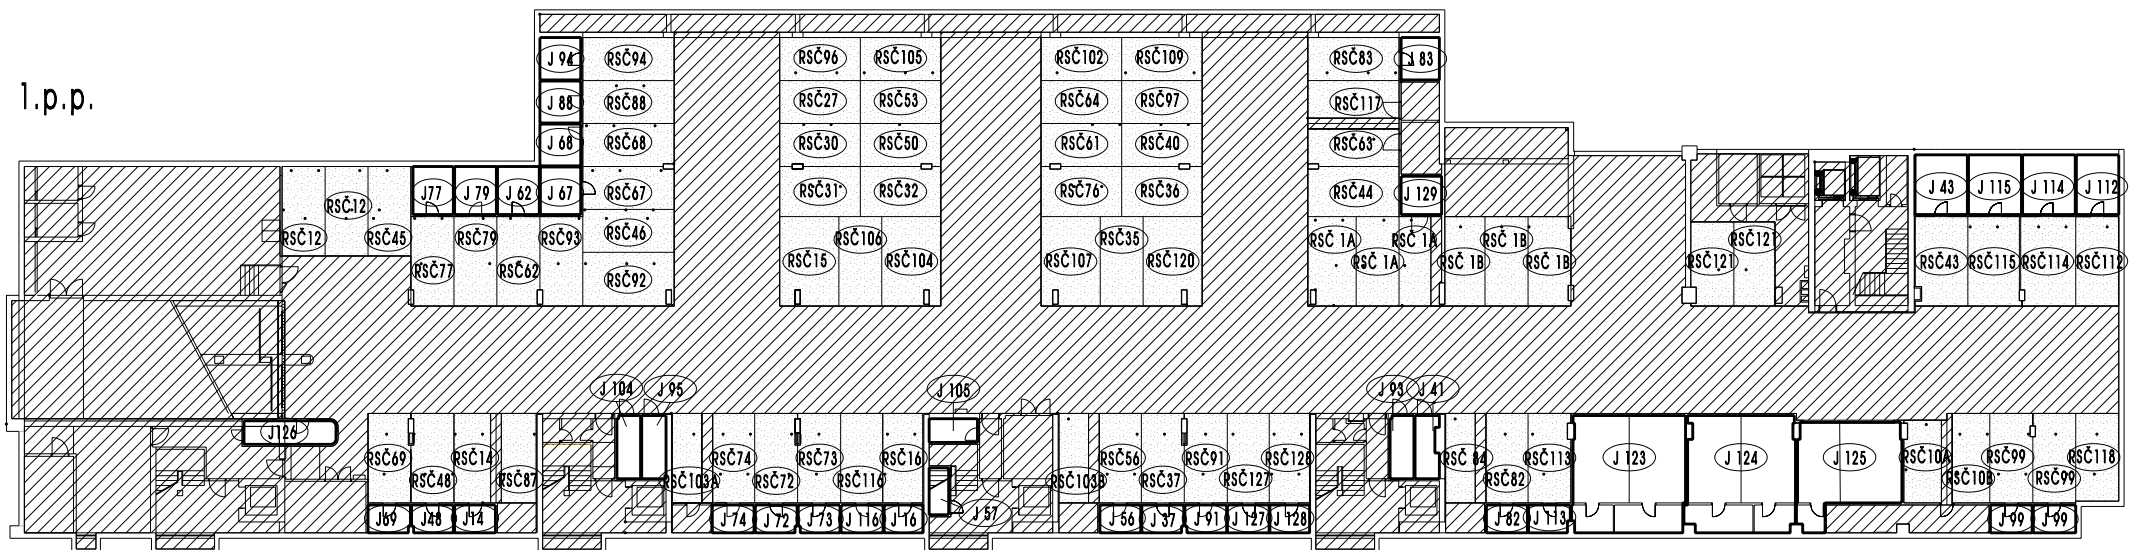 1.p.p.
J 94 RSČ94 RSČ96 RSČ105 RSČ102 RSČ109 RSČ83 J 83
J 88 RSČ88 RSČ27 RSČ53 RSČ64 RSČ97 RSČ117
J 68 RSČ68 RSČ30 RSČ50 RSČ61 RSČ40 RSČ63
J77 J 79 J 62 J 67 RSČ67 RSČ31 RSČ32 RSČ76 RSČ36 RSČ44 J 129 J 43 J 115 J 114 J 112
RSČ12
RSČ12 RSČ45 RSČ79 RSČ93 RSČ46 RSČ106 RSČ35 RSČ 1A RSČ 1A RSČ 1B RSČ121
RSČ77 RSČ62 RSČ92 RSČ15 RSČ104 RSČ107 RSČ120 RSČ 1A RSČ 1B RSČ 1B RSČ121 RSČ43 RSČ115 RSČ114 RSČ112
J 104 J 95 J 105 J 93 J 41
J126
RSČ69 RSČ14 RSČ74 RSČ73 RSČ16 RSČ56 RSČ91 RSČ128 RSČ 84 RSČ113 J 123 J 124 J 125 RSČ10A RSČ99 RSČ118
RSČ48 RSČ87 RSČ103A RSČ72 RSČ116 RSČ103B RSČ37 RSČ127 RSČ82 RSČ10B RSČ99
J69 J48 J14 J 74 J 72 J 73 J 116 J 16 J 57 J 56 J 37 J 91 J 127 J 128 J 82 J 113 J 99 J 99